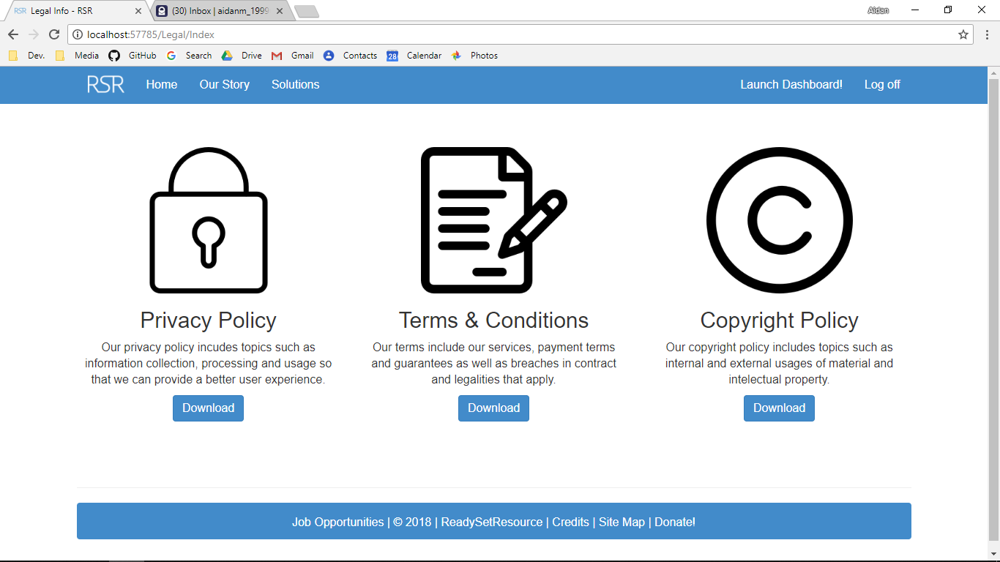 RSR Legal Info - RSR
(30) Inbox | aidanm_1999
Aidan
localhost:57785/Legal/Index
Dev. Media GitHub Search Drive Gmail 28 Calendar Contacts Photos
RSR Home Our Story Solutions Launch Dashboard! Log off
Privacy Policy
Our privacy policy incudes topics such as
information collection, processing and usage so
that we can provide a better user experience.
Download
Terms & Conditions
Our terms include our services, payment terms
and guarantees as well as breaches in contract
and legalities that apply.
Download
C
Copyright Policy
Our copyright policy includes topics such as
internal and external usages of material and
intelectual property.
Download
Job Opportunities | © 2018 | ReadySetResource | Credits | Site Map | Donate!